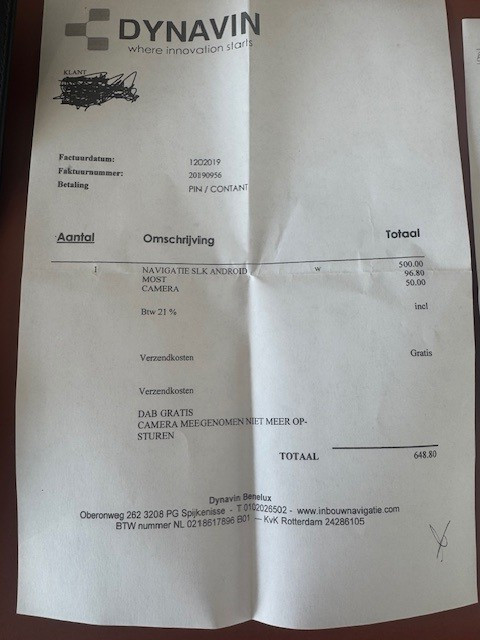 DYNAVIN
where innovation starts
KLANT
Factuurdatum: 12D2019
Faktuurnummer: 20190956
Betaling PIN / CONTANT
Aantal Omschrijving Totaal
1 NAVIGATIE SLK ANDROID w 500.00
MOST 96.80
CAMERA 50.00
Btw 21 % incl
Verzendkosten Gratis
Verzendkosten
DAB GRATIS
CAMERA MEEGENOMEN NIET MEER OP-
STUREN
TOTAAL 648,80
Dynavin Benelux
Oberonweg 262 3208 PG Spijkenisse - T 0102026502 - www.inbouwnavigatie.com
BTW nummer NL 0218617896 B01 - KvK Rotterdam 24286105